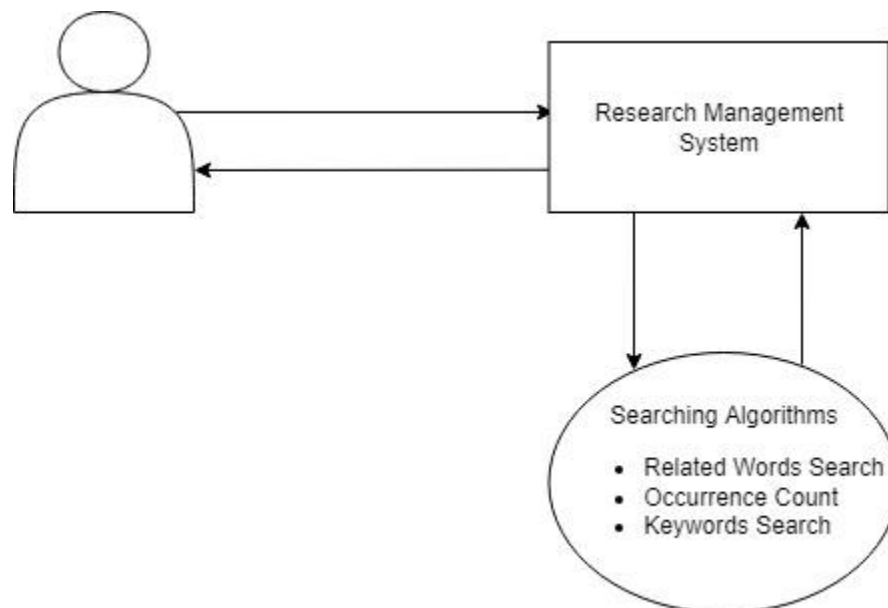 Research Management
System
Searching Algorithms
• Related Words Search
• Occurrence Count
• Keywords Search